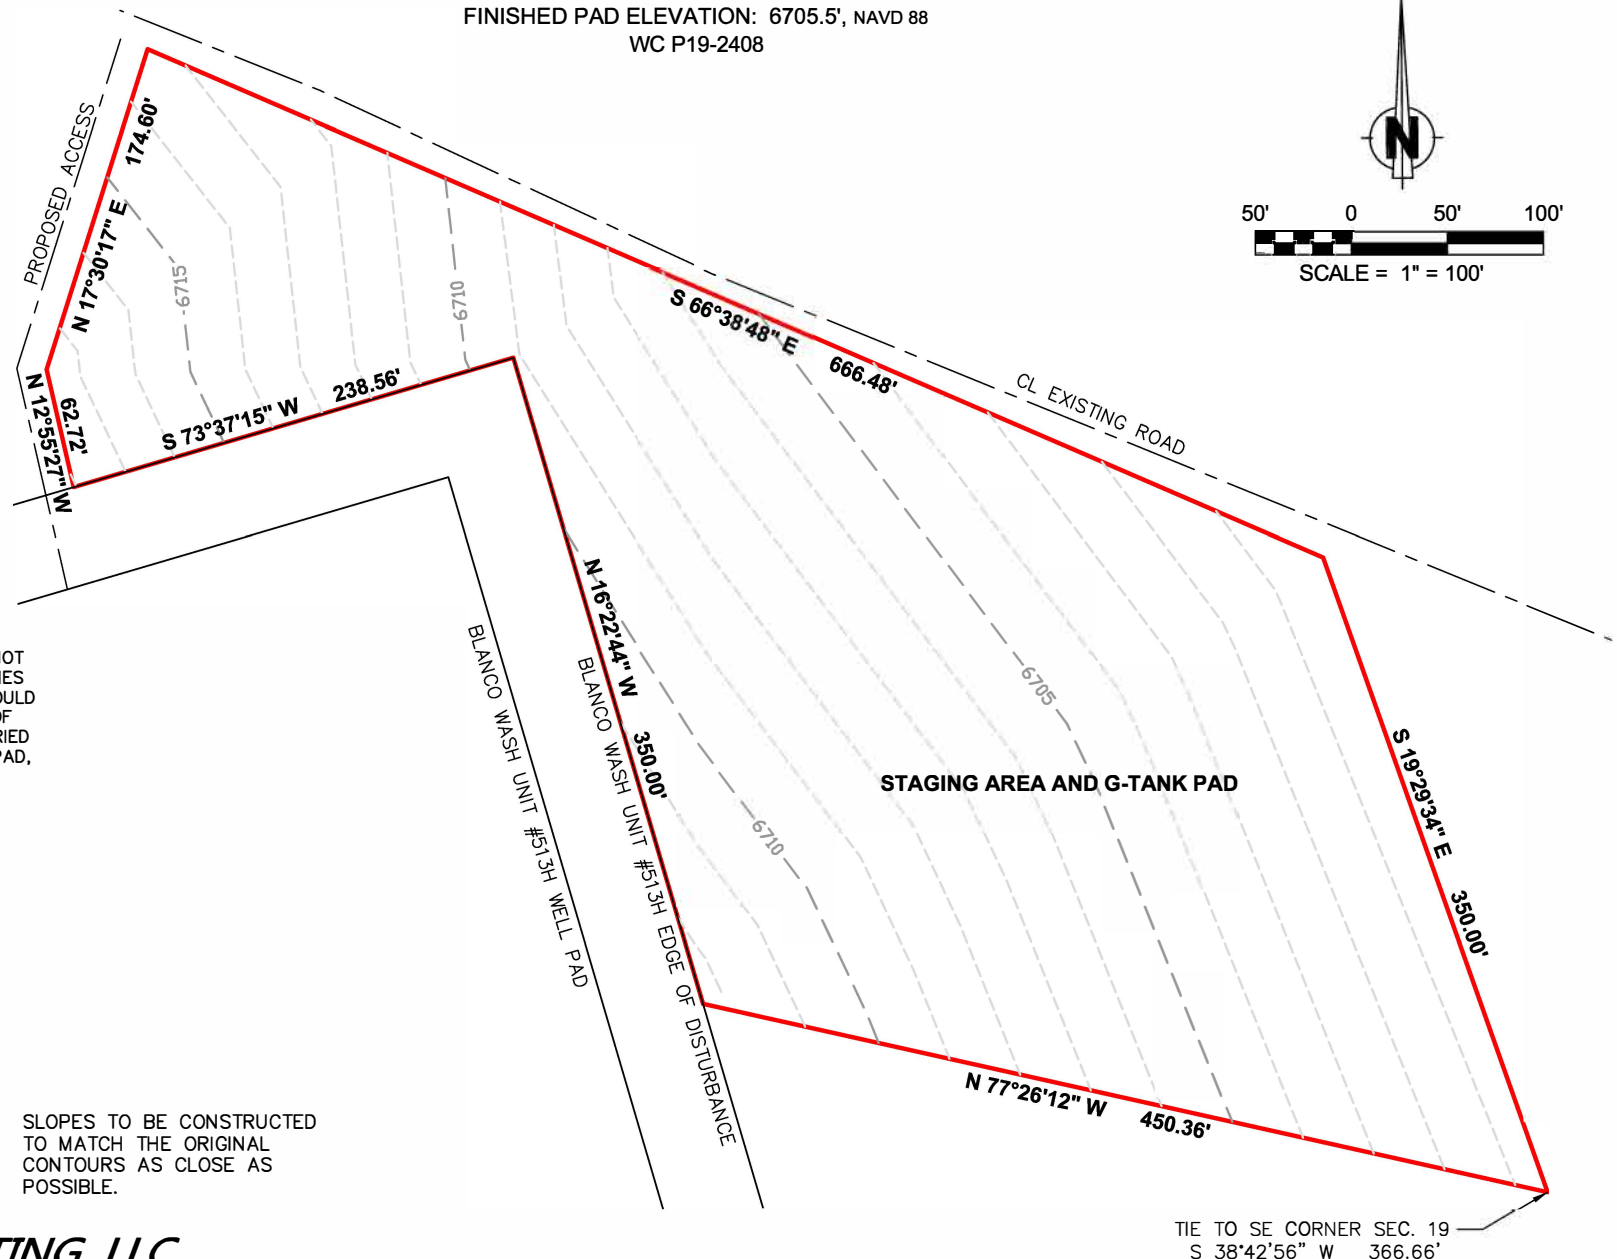 FINISHED PAD ELEVATION: 6705.5', NAVD 88
WC P19-2408
N
50' 0 50' 100'
SCALE = 1" = 100'
PROPOSED ACCESS
174.60'
N 17°30'17" E
6715
6710
S 66°38'48" E 666.48'
CL EXISTING ROAD
N 12°55'27" W
62.72'
S 73°37'15" W 238.56'
N 16°22'44" W 350.00'
BLANCO WASH UNIT #513H WELL PAD
BLANCO WASH UNIT #513H EDGE OF DISTURBANCE
6705
6710
STAGING AREA AND G-TANK PAD
S 19°29'34" E 350.00'
N 77°26'12" W 450.36'
OF
PAD,
SLOPES TO BE CONSTRUCTED
TO MATCH THE ORIGINAL
CONTOURS AS CLOSE AS
POSSIBLE.
TIE TO SE CORNER SEC. 19
S 38°42'56" W 366.66'
LLC